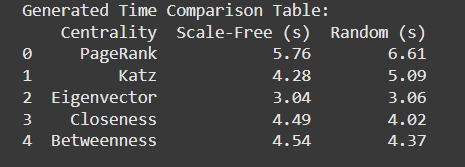 Generated Time Comparison Table:
Centrality Scale-Free (s) Random (s)
0 PageRank 5.76 6.61
1 Katz 4.28 5.09
2 Eigenvector 3.04 3.06
3 Closeness 4.49 4.02
4 Betweenness 4.54 4.37